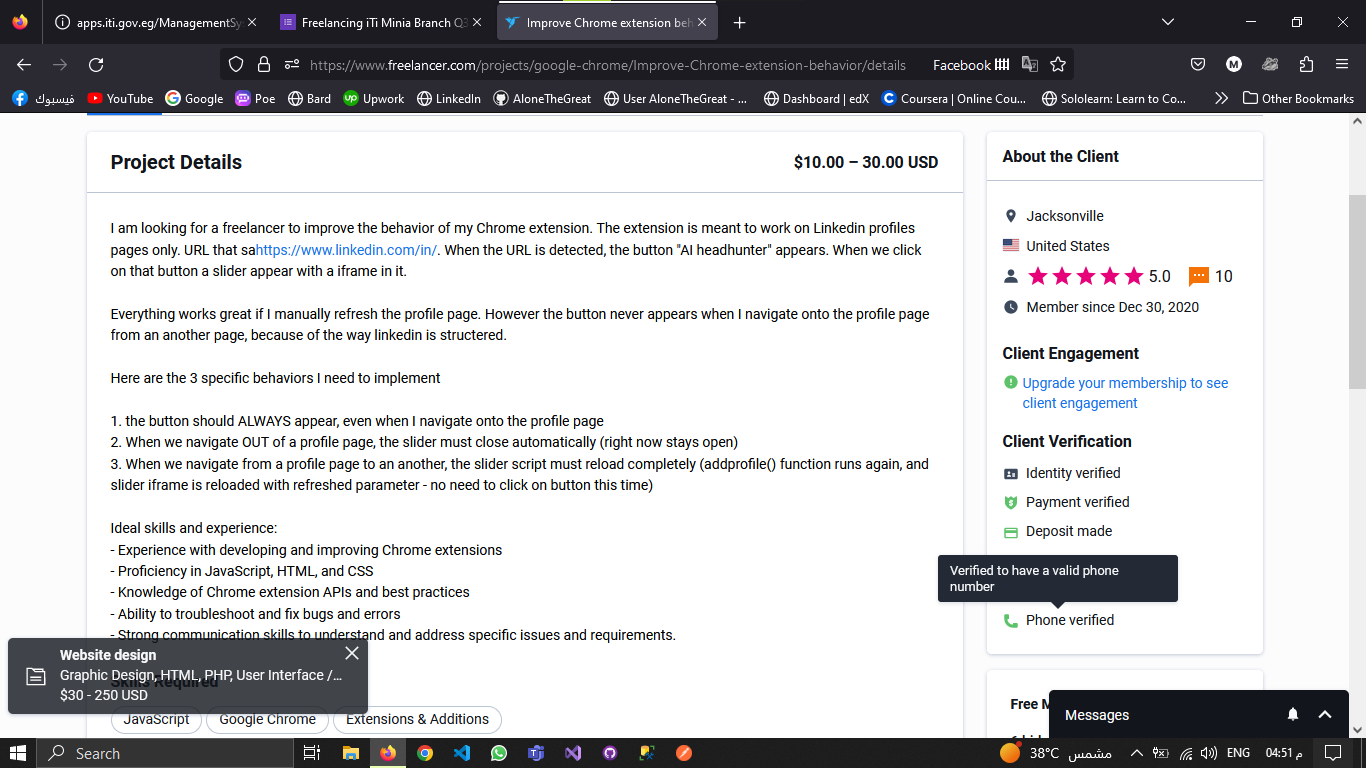 apps.iti.gov.eg/ManagementSy
Freelancing iTi Minia Branch Q3
Improve Chrome extension beh
https://www.freelancer.com/projects/google-chrome/Improve-Chrome-extension-behavior/details
Facebook
فيسبوك
YouTube
Google
Poe
Bard
Upwork
LinkedIn
AloneTheGreat
User AloneTheGreat - ...
Dashboard | edX
Coursera | Online Cou...
Sololearn: Learn to Co...
Other Bookmarks
Project Details
$10.00 – 30.00 USD
I am looking for a freelancer to improve the behavior of my Chrome extension. The extension is meant to work on Linkedin profiles
pages only. URL that sahttps://www.linkedin.com/in/. When the URL is detected, the button "AI headhunter" appears. When we click
on that button a slider appear with a iframe in it.
Everything works great if I manually refresh the profile page. However the button never appears when I navigate onto the profile page
from an another page, because of the way linkedin is structered.
Here are the 3 specific behaviors I need to implement
1. the button should ALWAYS appear, even when I navigate onto the profile page
2. When we navigate OUT of a profile page, the slider must close automatically (right now stays open)
3. When we navigate from a profile page to an another, the slider script must reload completely (addprofile() function runs again, and
slider iframe is reloaded with refreshed parameter - no need to click on button this time)
Ideal skills and experience:
- Experience with developing and improving Chrome extensions
- Proficiency in JavaScript, HTML, and CSS
- Knowledge of Chrome extension APIs and best practices
- Ability to troubleshoot and fix bugs and errors
- Strong communication skills to understand and address specific issues and requirements.
Skills Required
JavaScript
Google Chrome
Extensions & Additions
Website design
Graphic Design, HTML, PHP, User Interface /...
$30 - 250 USD
About the Client
Jacksonville
United States
5.0
10
Member since Dec 30, 2020
Client Engagement
Upgrade your membership to see
client engagement
Client Verification
Identity verified
Payment verified
Deposit made
Verified to have a valid phone
number
Phone verified
Free M
Messages
Search
38°C مشمس
ENG
04:51 م